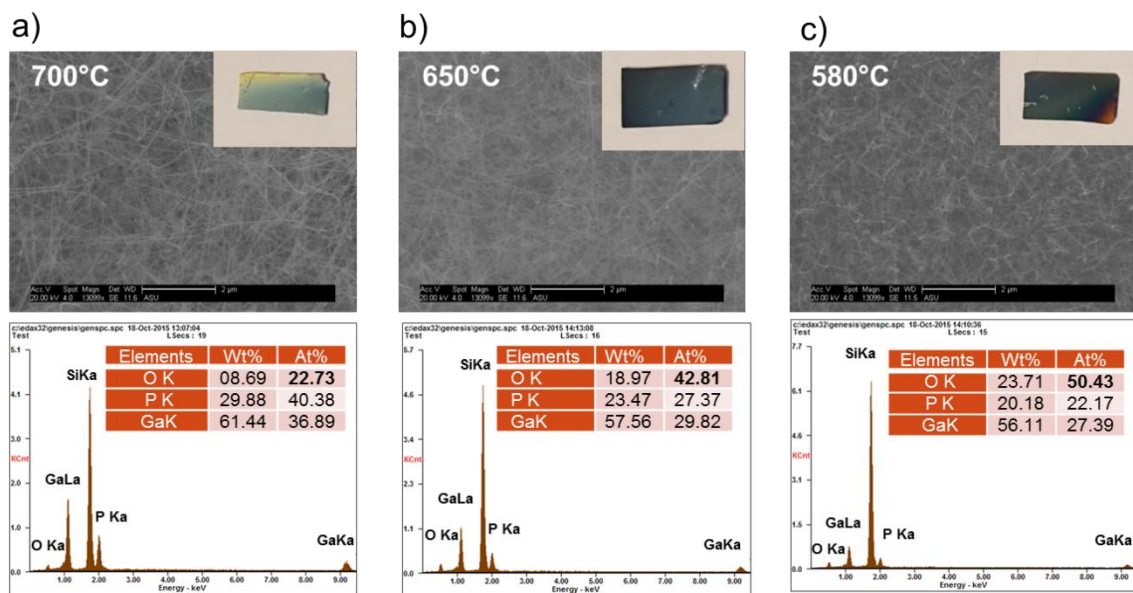 a)
700°C
Acc.V Spot Magn Det WD 2 µm
20.00 kV 4.0 13099x SE 11.6 ASU
c:\edax32\genesis\genspc.spc 18-Oct-2015 13:07:04
Test LSecs : 19
5.1
4.1
3.0
KCnt
2.0
1.0
0.0
Elements Wt% At%
O K 08.69 22.73
P K 29.88 40.38
GaK 61.44 36.89
SiKa
GaLa
P Ka
O Ka
GaKa
1.00 2.00 3.00 4.00 5.00 6.00 7.00 8.00 9.00
Energy - keV
b)
650°C
Acc.V Spot Magn Det WD 2 µm
20.00 kV 4.0 13099x SE 11.6 ASU
c:\edax32\genesis\genspc.spc 18-Oct-2015 14:13:08
Test LSecs : 16
5.7
4.6
3.4
KCnt
2.3
1.1
0.0
Elements Wt% At%
O K 18.97 42.81
P K 23.47 27.37
GaK 57.56 29.82
SiKa
GaLa
P Ka
O Ka
GaKa
1.00 2.00 3.00 4.00 5.00 6.00 7.00 8.00 9.00
Energy - keV
c)
580°C
Acc.V Spot Magn Det WD 2 µm
20.00 kV 4.0 13099x SE 11.6 ASU
c:\edax32\genesis\genspc.spc 18-Oct-2015 14:10:36
Test LSecs : 15
7.7
6.1
4.6
KCnt
3.1
1.5
0.0
Elements Wt% At%
O K 23.71 50.43
P K 20.18 22.17
GaK 56.11 27.39
SiKa
GaLa
P Ka
O Ka
GaKa
1.00 2.00 3.00 4.00 5.00 6.00 7.00 8.00 9.00
Energy - keV